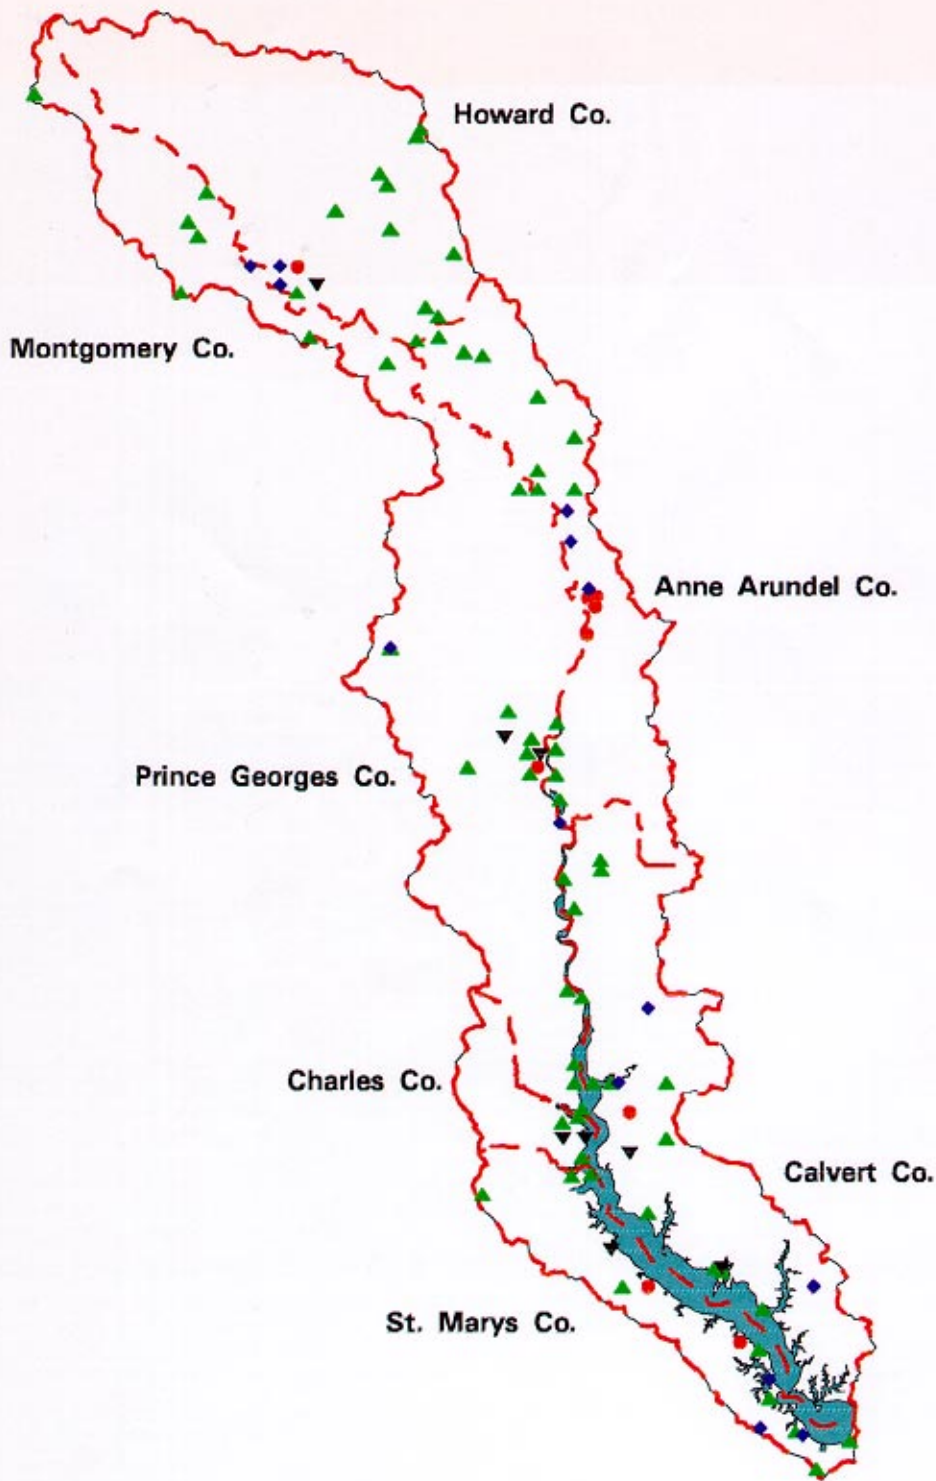 Howard Co.
Montgomery Co.
Anne Arundel Co.
Prince Georges Co.
Charles Co.
Calvert Co.
St. Marys Co.